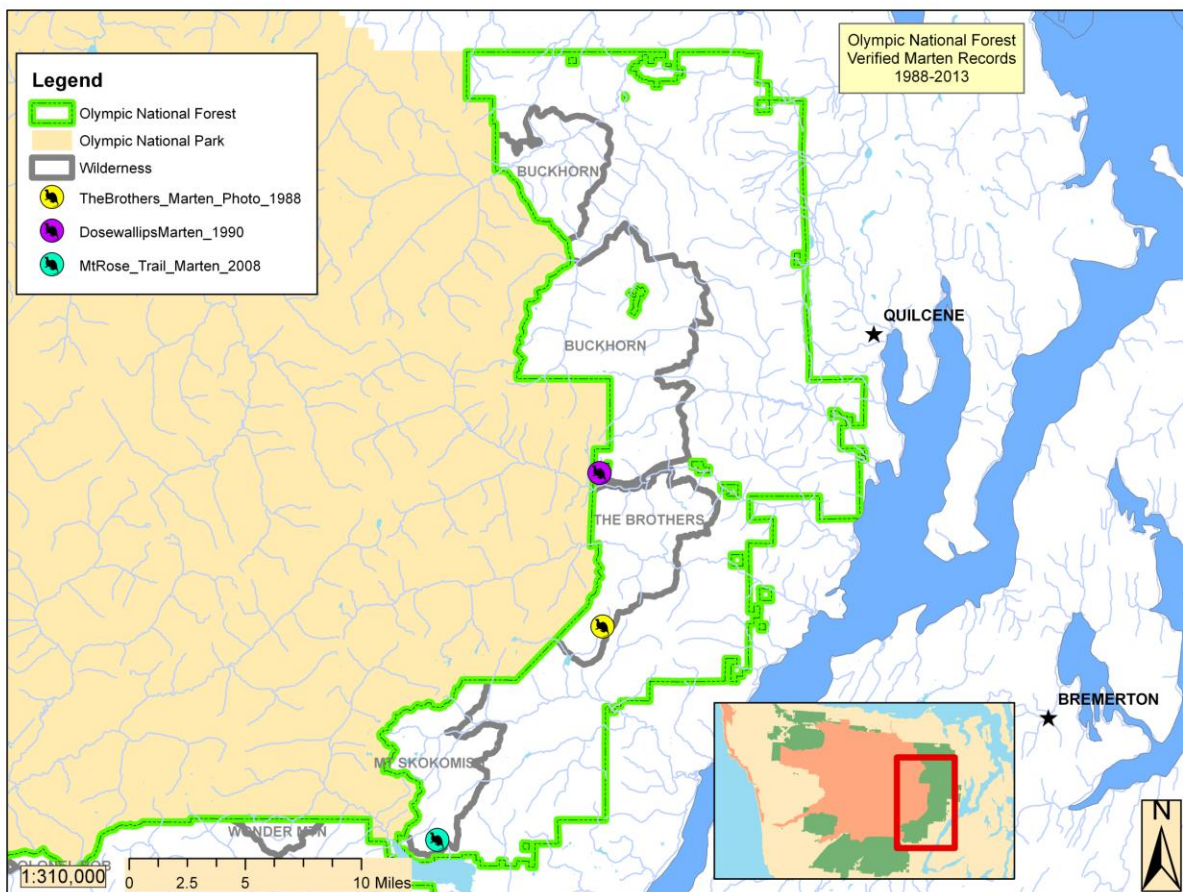 Olympic National Forest
Verified Marten Records
1988-2013
Legend
Olympic National Forest
Olympic National Park
Wilderness
TheBrothers_Marten_Photo_1988
DosewallipsMarten_1990
MtRose_Trail_Marten_2008
BUCKHORN
BUCKHORN
QUILCENE
THE BROTHERS
BREMERTON
MT SKOKOMISH
WONDER MTN
COLONEL BOB
1:310,000
0 2.5 5 10 Miles
N